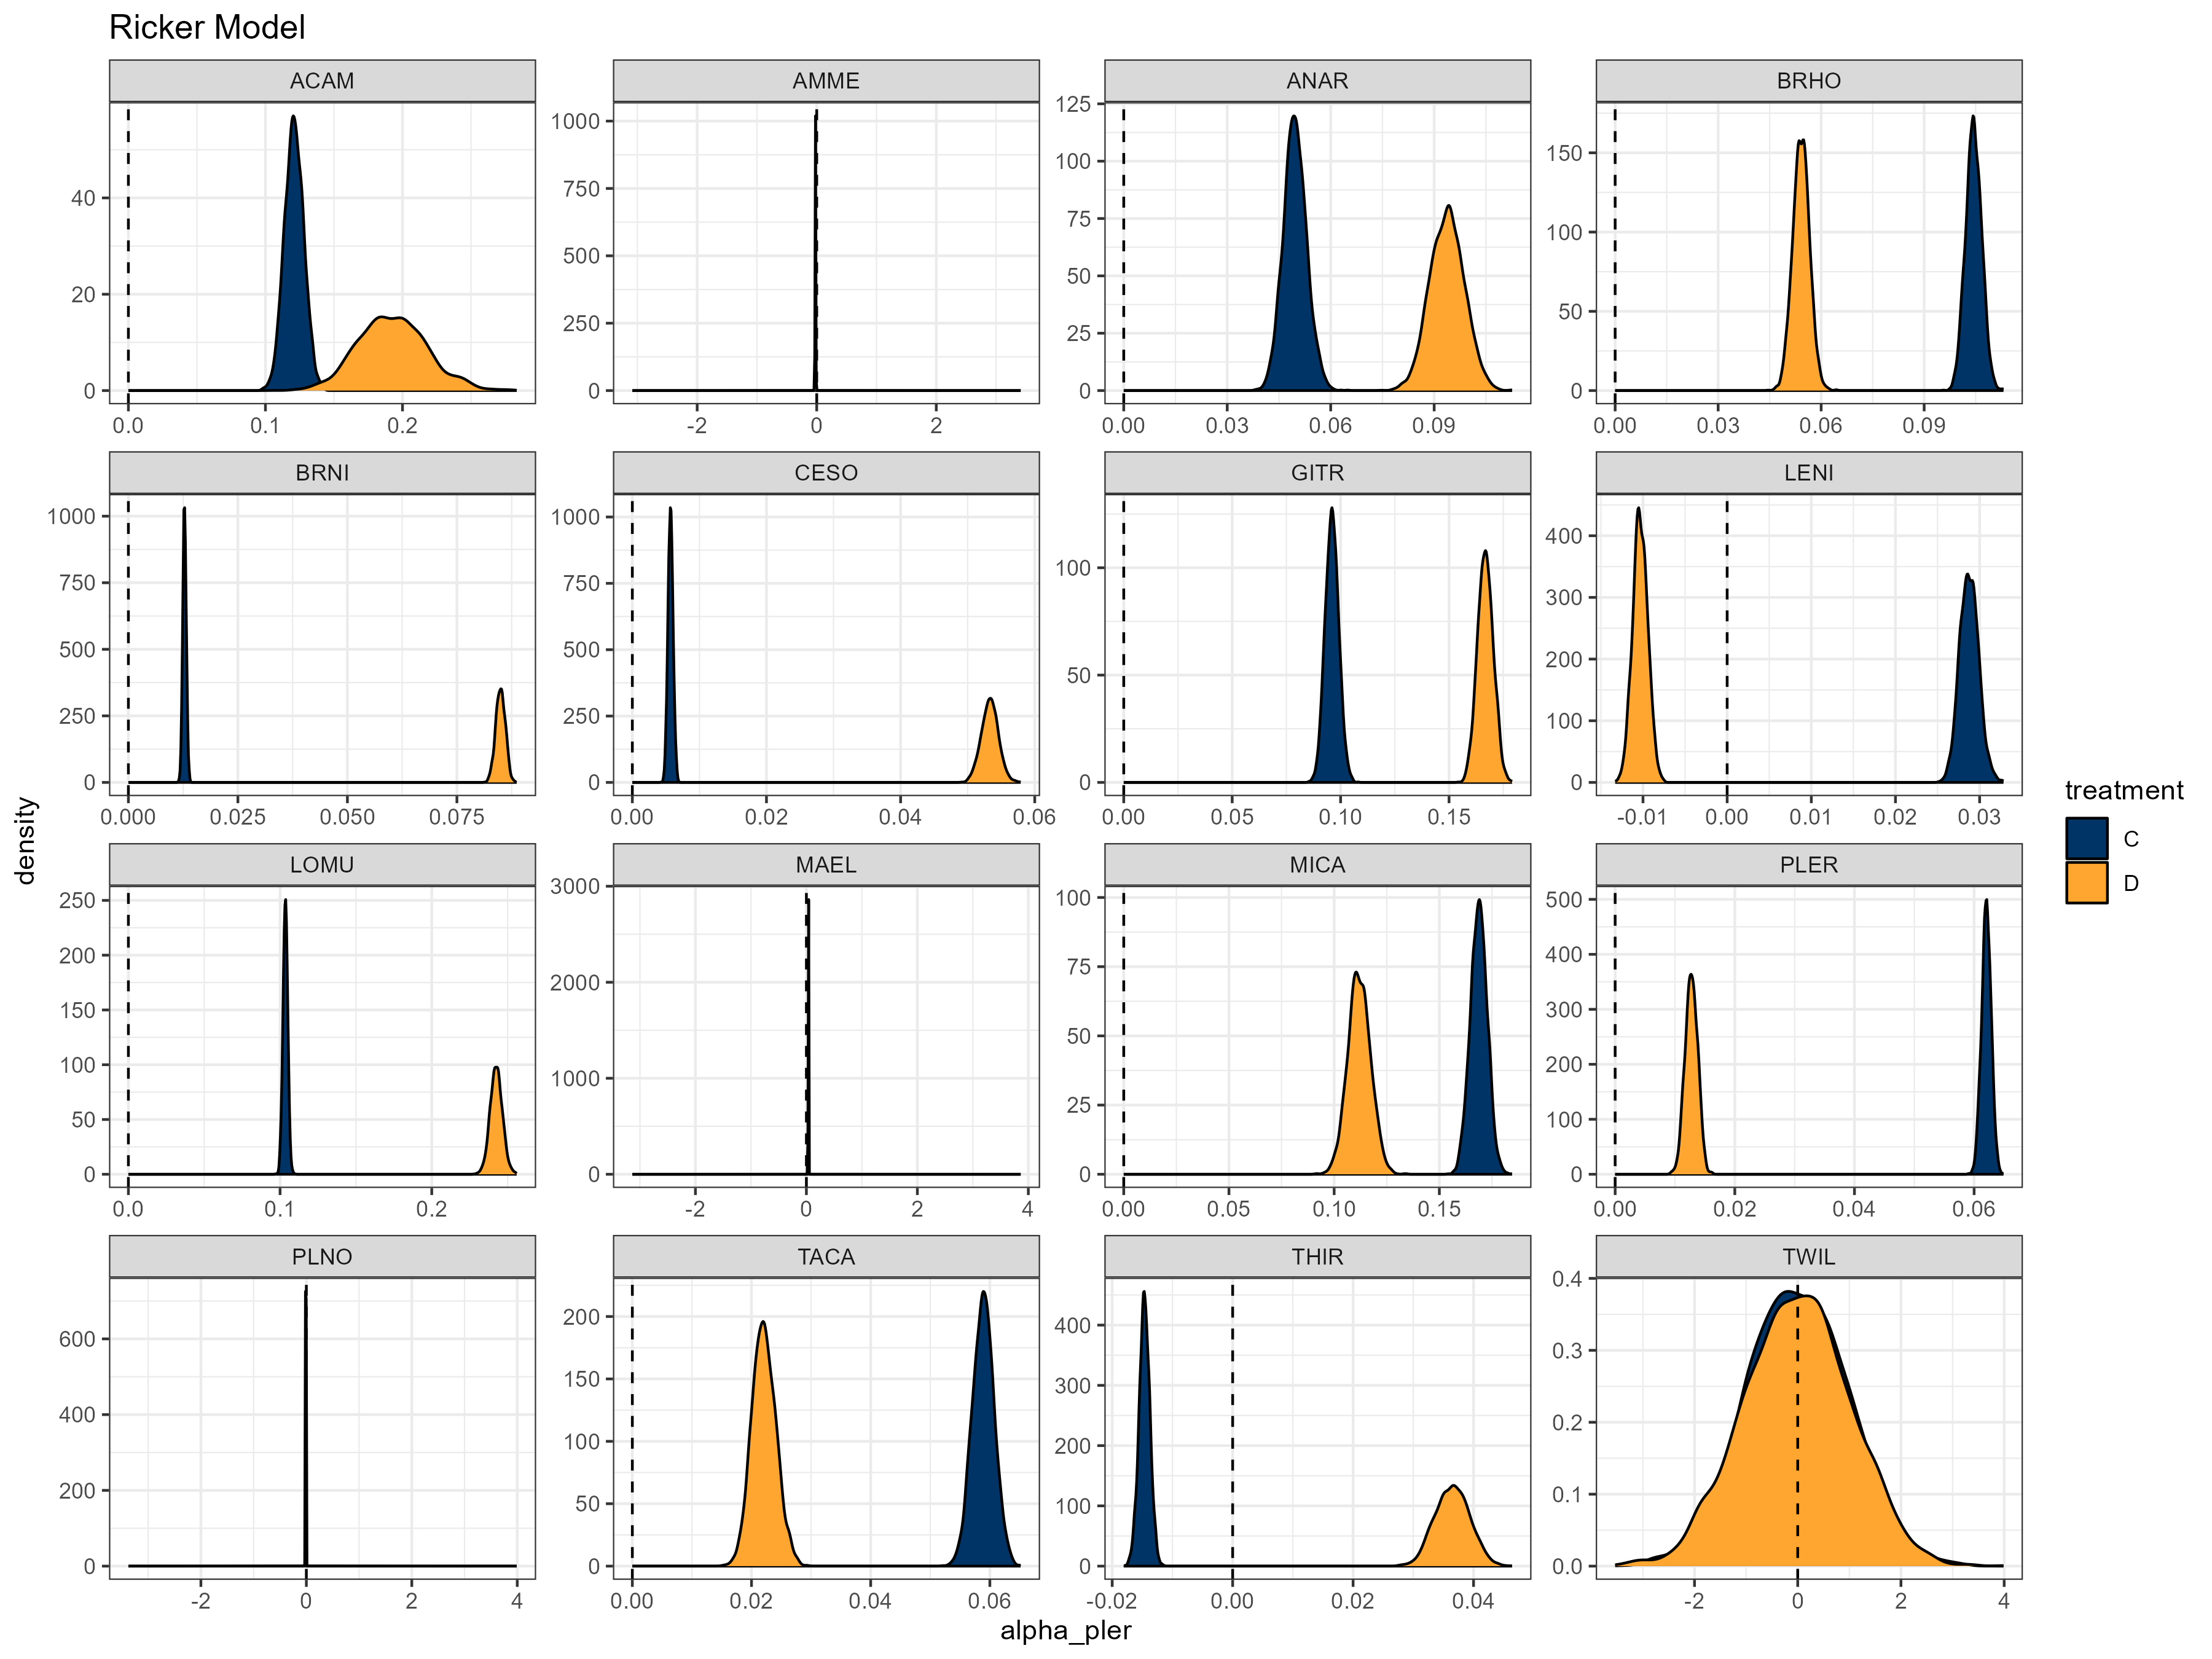 Ricker Model
ACAM AMME ANAR BRHO
40 20 0
1000 750 500 250 0
125 100 75 50 25 0
150 100 50 0
0.0 0.1 0.2
-2 0 2
0.00 0.03 0.06 0.09
0.00 0.03 0.06 0.09
BRNI CESO GITR LENI
1000 750 500 250 0
1000 750 500 250 0
100 50 0
400 300 200 100 0
0.000 0.025 0.050 0.075
0.00 0.02 0.04 0.06
0.00 0.05 0.10 0.15
-0.01 0.00 0.01 0.02 0.03
LOMU MAEL MICA PLER
250 200 150 100 50 0
3000 2000 1000 0
100 75 50 25 0
500 400 300 200 100 0
0.0 0.1 0.2
-2 0 2 4
0.00 0.05 0.10 0.15
0.00 0.02 0.04 0.06
PLNO TACA THIR TWIL
600 400 200 0
200 150 100 50 0
400 300 200 100 0
0.4 0.3 0.2 0.1 0.0
-2 0 2 4
0.00 0.02 0.04 0.06
-0.02 0.00 0.02 0.04
-2 0 2 4
density
alpha_pler
treatment
C
D